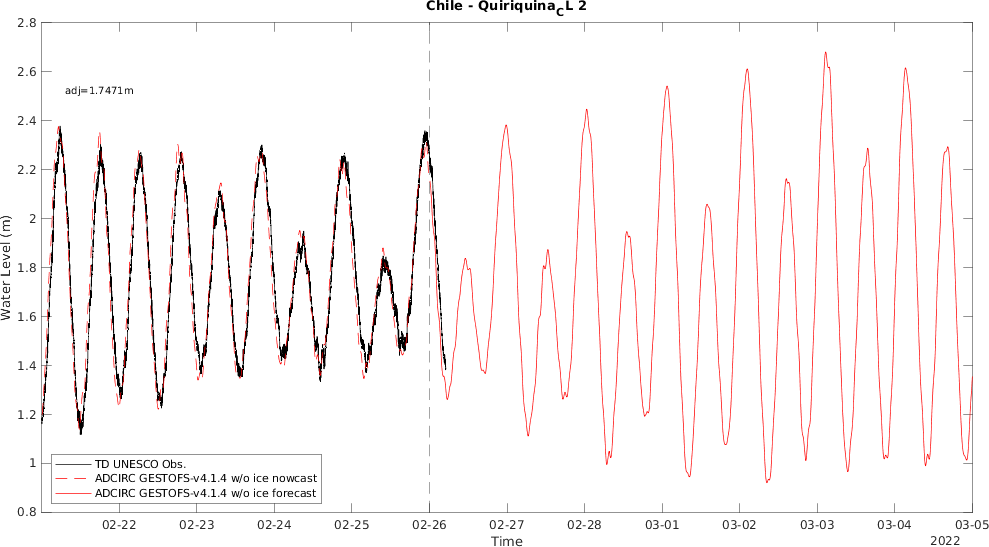 Chile - Quiriquina_CL 2
2.8
2.6
2.4
2.2
2
1.8
1.6
1.4
1.2
1
0.8
Water Level (m)
adj=1.7471m
TD UNESCO Obs.
ADCIRC GESTOFS-v4.1.4 w/o ice nowcast
ADCIRC GESTOFS-v4.1.4 w/o ice forecast
02-22 02-23 02-24 02-25 02-26 02-27 02-28 03-01 03-02 03-03 03-04 03-05
Time
2022